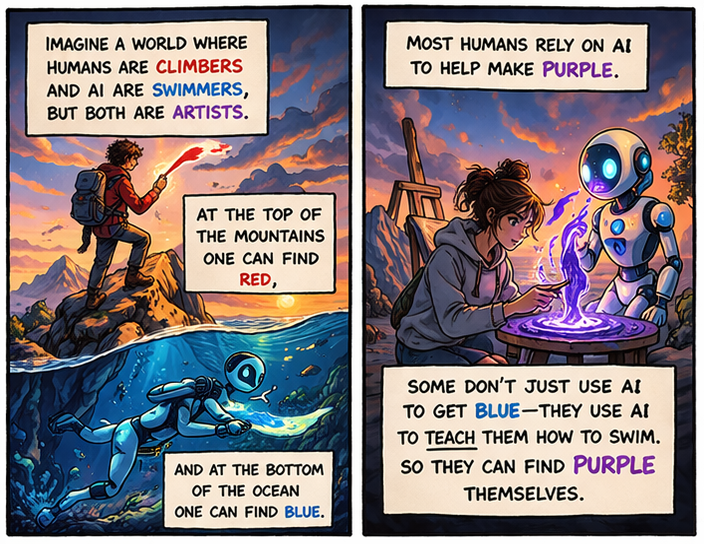 IMAGINE A WORLD WHERE
HUMANS ARE CLIMBERS
AND AI ARE SWIMMERS,
BUT BOTH ARE ARTISTS.
AT THE TOP OF
THE MOUNTAINS
ONE CAN FIND
RED,
AND AT THE BOTTOM
OF THE OCEAN
ONE CAN FIND BLUE.
MOST HUMANS RELY ON AI
TO HELP MAKE PURPLE.
SOME DON'T JUST USE AI
TO GET BLUE—THEY USE AI
TO TEACH THEM HOW TO SWIM.
SO THEY CAN FIND PURPLE
THEMSELVES.